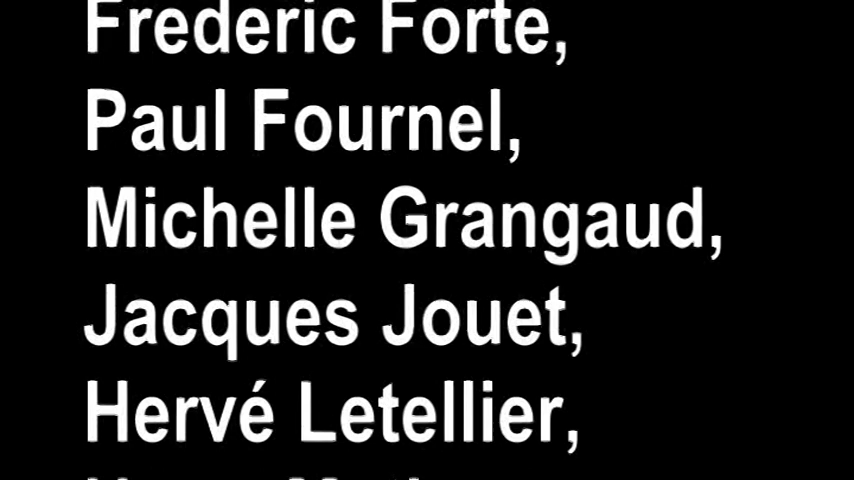 Frederic Forte,
Paul Fournel,
Michelle Grangaud,
Jacques Jouet,
Hervé Letellier,